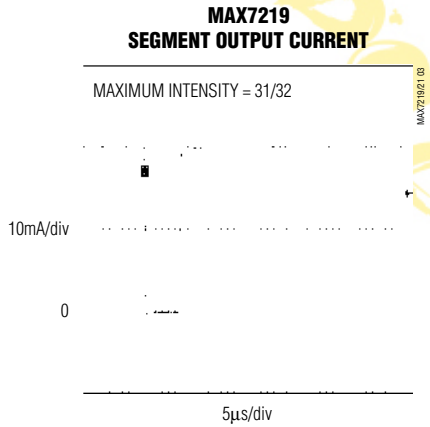 MAX7219
SEGMENT OUTPUT CURRENT
MAXIMUM INTENSITY = 31/32
MAX7219/21 03
10mA/div
0
5µs/div